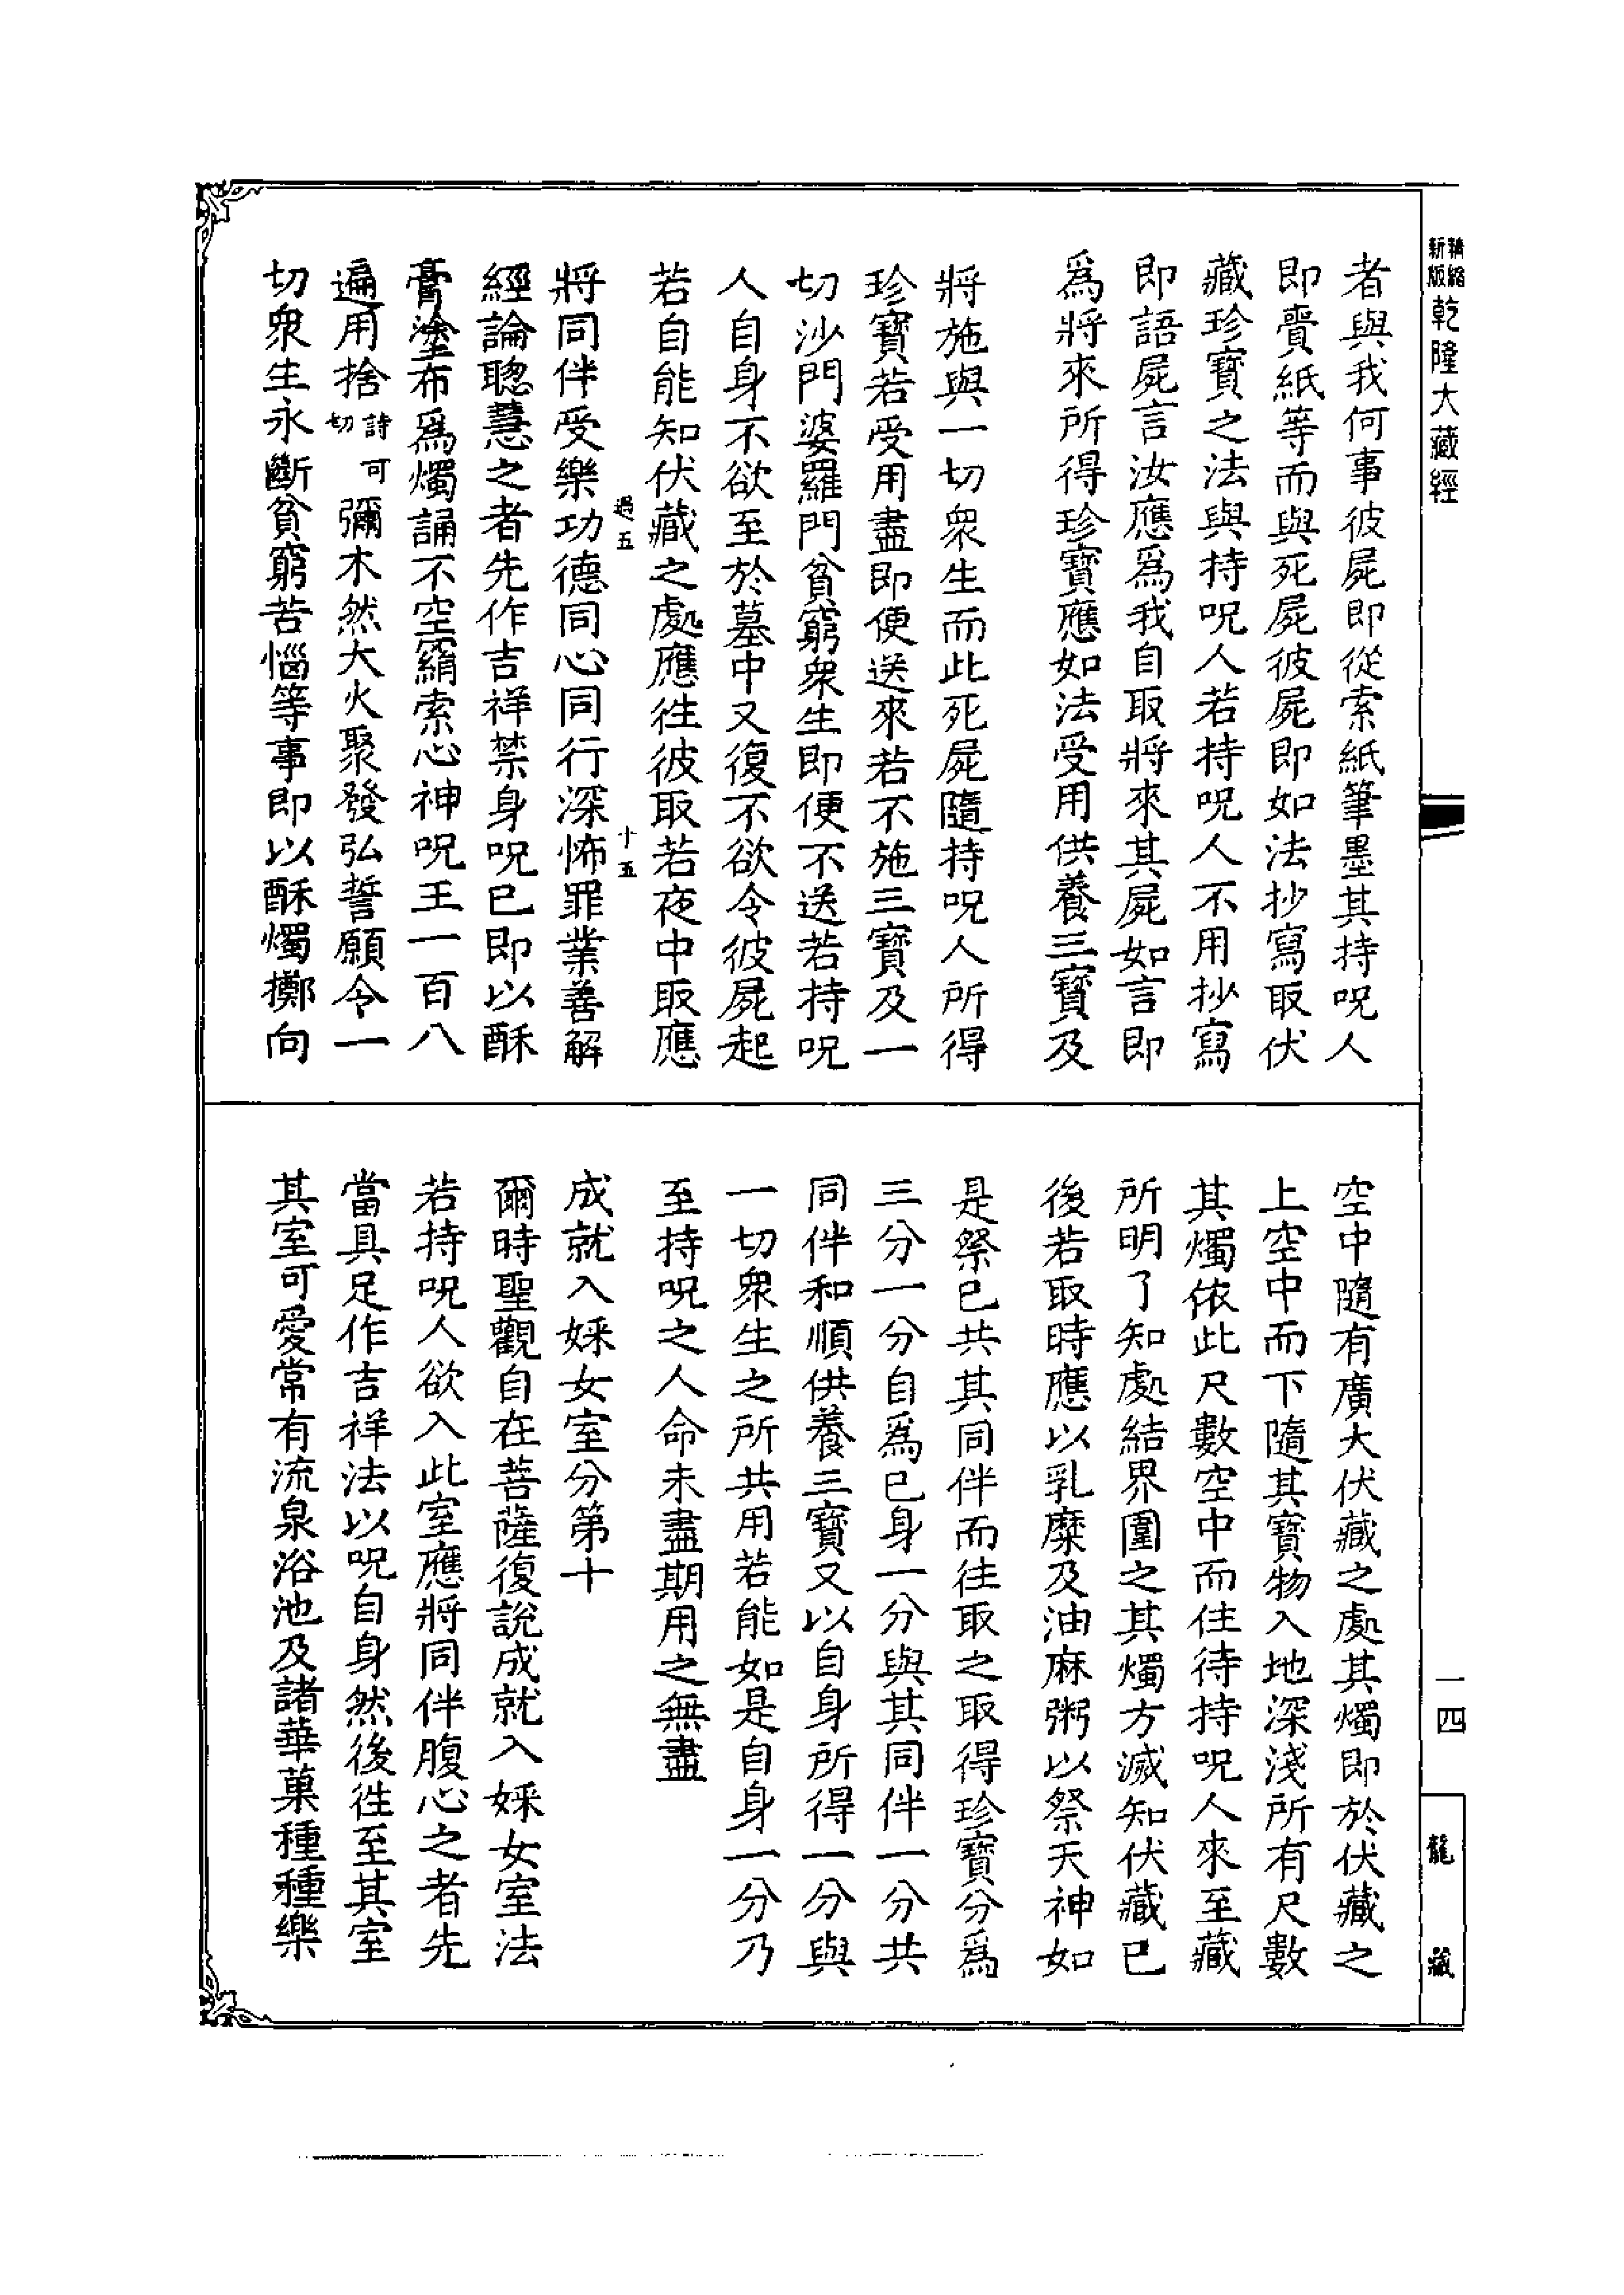 精縮
新版
乾隆大藏經
者與我何事彼屍即從索紙筆墨其持呪人
即賷紙等而與死屍彼屍即如法抄寫取伏
藏珍寶之法與持呪人若持呪人不用抄寫
即語屍言汝應爲我自取將來其屍如言即
爲將來所得珍寶應如法受用供養三寶及
將施與一切衆生而此死屍隨持呪人所得
珍寶若受用盡即便送來若不施三寶及一
切沙門婆羅門貧窮衆生即便不送若持呪
人自身不欲至於墓中又復不欲令彼屍起
若自能知伏藏之處應往彼取若夜中取應
過五
十五
將同伴受樂功德同心同行深怖罪業善解
經論聰慧之者先作吉祥禁身呪已即以酥
膏塗布爲燭誦不空羂索心神呪王一百八
遍用捨詩可切彌木然大火聚發弘誓願令一
切衆生永斷貧窮苦惱等事即以酥燭擲向
空中隨有廣大伏藏之處其燭即於伏藏之
上空中而下隨其寶物入地深淺所有尺數
其燭依此尺數空中而住待持呪人來至藏
所明了知處結界圍之其燭方滅知伏藏已
後若取時應以乳糜及油麻粥以祭天神如
是祭已共其同伴而往取之取得珍寶分爲
三分一分自爲已身一分與其同伴一分共
同伴和順供養三寶又以自身所得一分與
一切衆生之所共用若能如是自身一分乃
至持呪之人命未盡期用之無盡
成就入婇女室分第十
爾時聖觀自在菩薩復說成就入婇女室法
若持呪人欲入此室應將同伴腹心之者先
當具足作吉祥法以呪自身然後往至其室
其室可愛常有流泉浴池及諸華菓種種樂
一四
龍藏